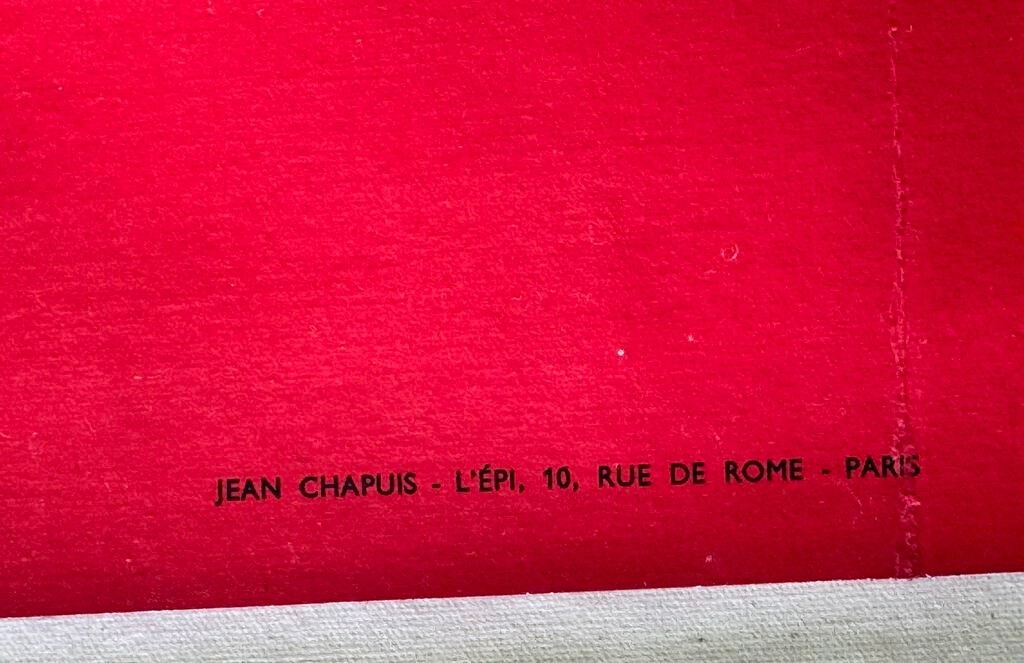 JEAN CHAPUIS - L'ÉPI, 10, RUE DE ROME - PARIS